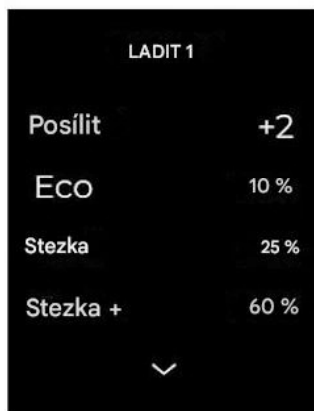 LADIT 1
Posílit +2
Eco 10 %
Stezka 25 %
Stezka + 60 %